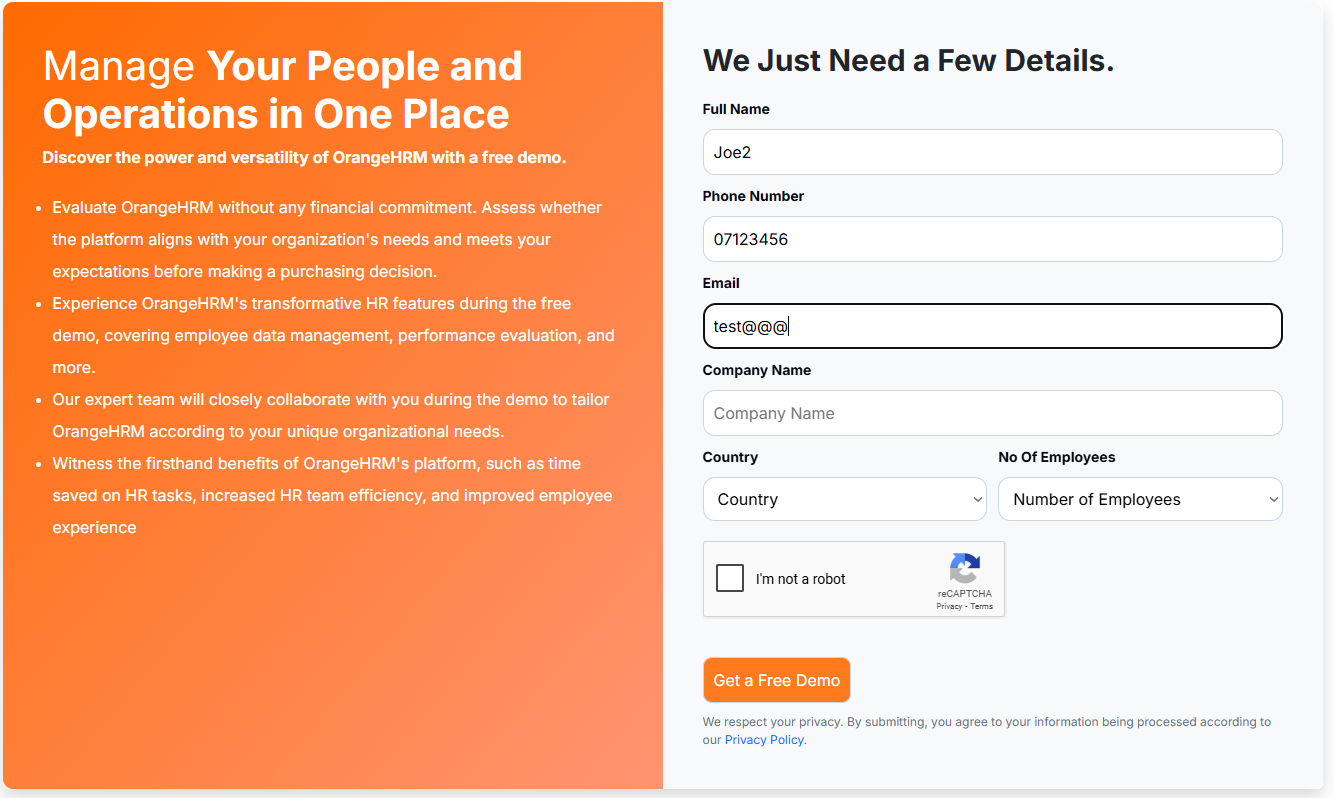 Manage Your People and
Operations in One Place
Discover the power and versatility of OrangeHRM with a free demo.
Evaluate OrangeHRM without any financial commitment. Assess whether
the platform aligns with your organization's needs and meets your
expectations before making a purchasing decision.
Experience OrangeHRM's transformative HR features during the free
demo, covering employee data management, performance evaluation, and
more.
Our expert team will closely collaborate with you during the demo to tailor
OrangeHRM according to your unique organizational needs.
Witness the firsthand benefits of OrangeHRM's platform, such as time
saved on HR tasks, increased HR team efficiency, and improved employee
experience
We Just Need a Few Details.
Full Name
Joe2
Phone Number
07123456
Email
test@@@
Company Name
Company Name
Country No Of Employees
Country Number of Employees
I'm not a robot
reCAPTCHA
Privacy - Terms
Get a Free Demo
We respect your privacy. By submitting, you agree to your information being processed according to
our Privacy Policy.